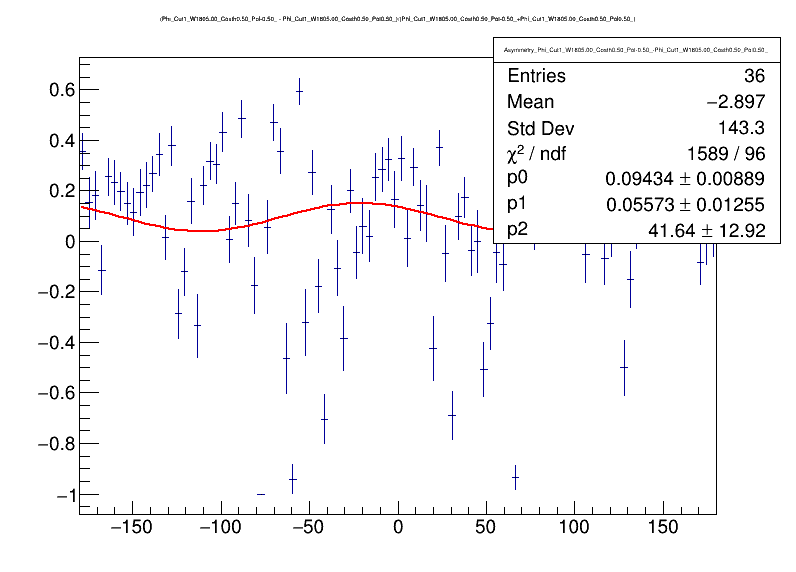 (Phi_Cut1_W1805.00_Costh0.50_Pol-0.50_ - Phi_Cut1_W1805.00_Costh0.50_Pol0.50_)/(Phi_Cut1_W1805.00_Costh0.50_Pol-0.50_+Phi_Cut1_W1805.00_Costh0.50_Pol0.50_)
Asymmetry_Phi_Cut1_W1805.00_Costh0.50_Pol-0.50_-Phi_Cut1_W1805.00_Costh0.50_Pol0.50_
Entries 36
Mean −2.897
Std Dev 143.3
χ² / ndf 1589 / 96
p0 0.09434 ± 0.00889
p1 0.05573 ± 0.01255
p2 41.64 ± 12.92
0.6
0.4
0.2
0
−0.2
−0.4
−0.6
−0.8
−1
−150 −100 −50 0 50 100 150